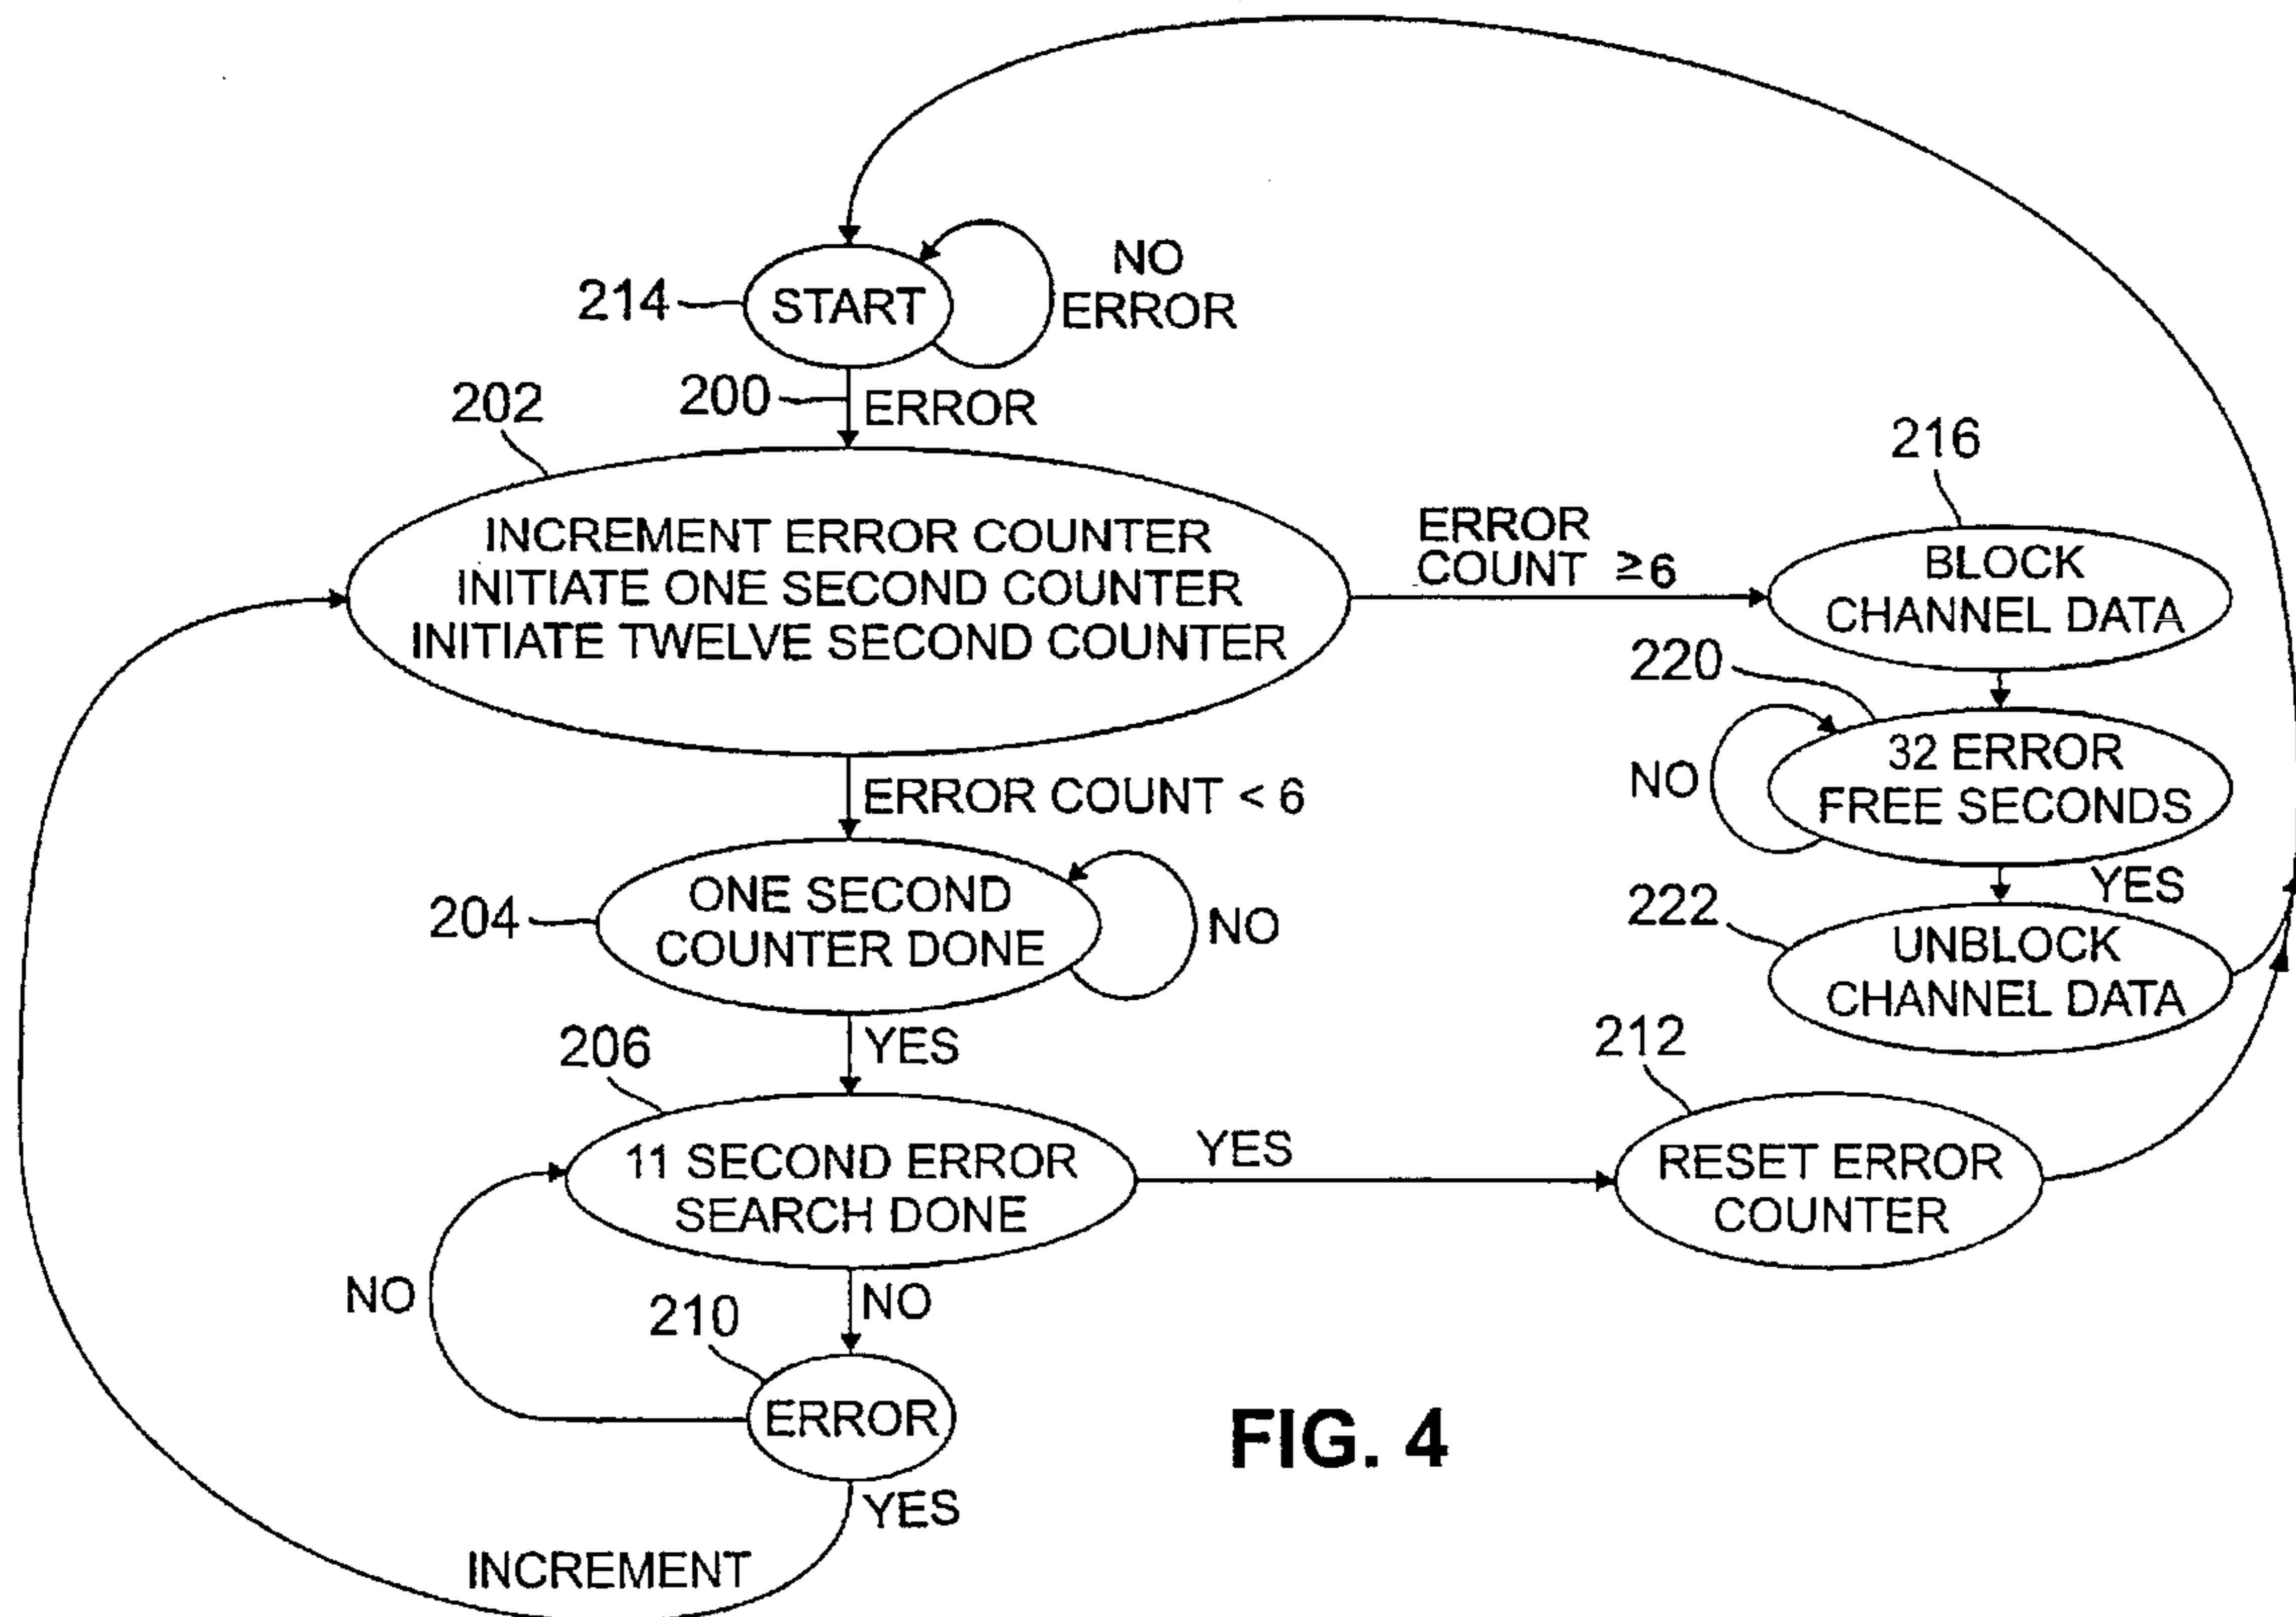 NO
ERROR
214
START
200
ERROR
202
INCREMENT ERROR COUNTER
INITIATE ONE SECOND COUNTER
INITIATE TWELVE SECOND COUNTER
ERROR
COUNT ≥6
216
BLOCK
CHANNEL DATA
220
32 ERROR
FREE SECONDS
NO
YES
222
UNBLOCK
CHANNEL DATA
ERROR COUNT < 6
204
ONE SECOND
COUNTER DONE
NO
YES
206
11 SECOND ERROR
SEARCH DONE
YES
212
RESET ERROR
COUNTER
NO
NO
210
ERROR
YES
INCREMENT
FIG. 4